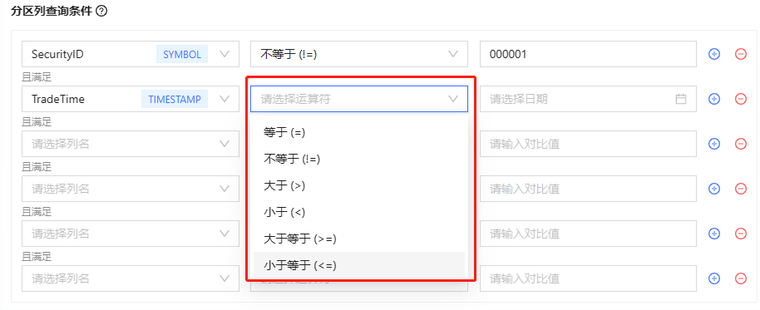 分区列查询条件
SecurityID SYMBOL 不等于 (!=) 000001
且满足
TradeTime TIMESTAMP 请选择运算符 请选择日期
且满足
等于 (=)
请选择列名 不等于 (!=) 请输入对比值
且满足
大于 (>)
请选择列名 请输入对比值
小于 (<)
且满足
请选择列名 大于等于 (>=) 请输入对比值
且满足
请选择列名 小于等于 (<=) 请输入对比值